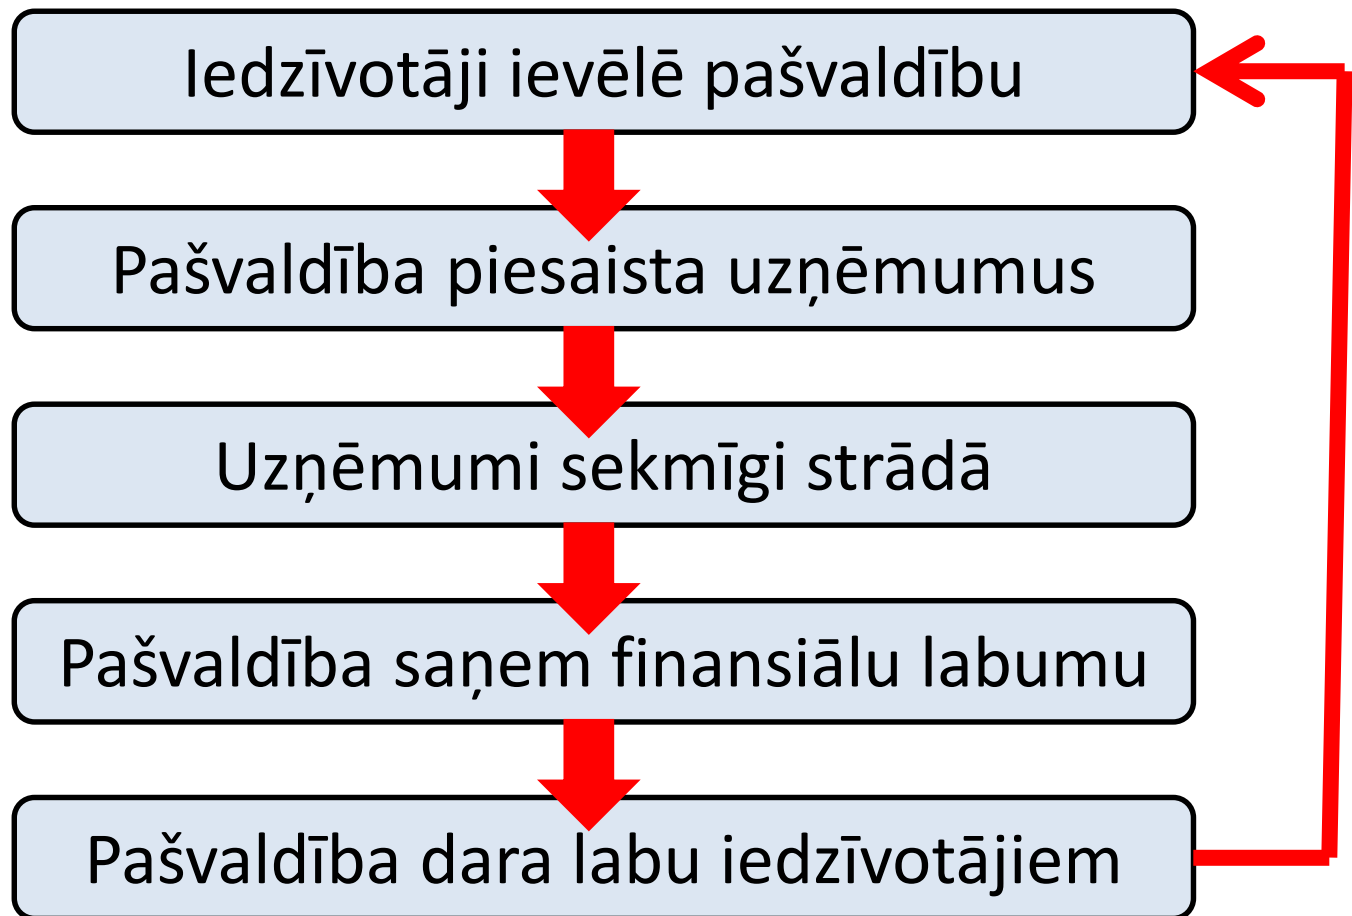 Iedzīvotāji ievēlē pašvaldību
Pašvaldība piesaista uzņēmumus
Uzņēmumi sekmīgi strādā
Pašvaldība saņem finansiālu labumu
Pašvaldība dara labu iedzīvotājiem